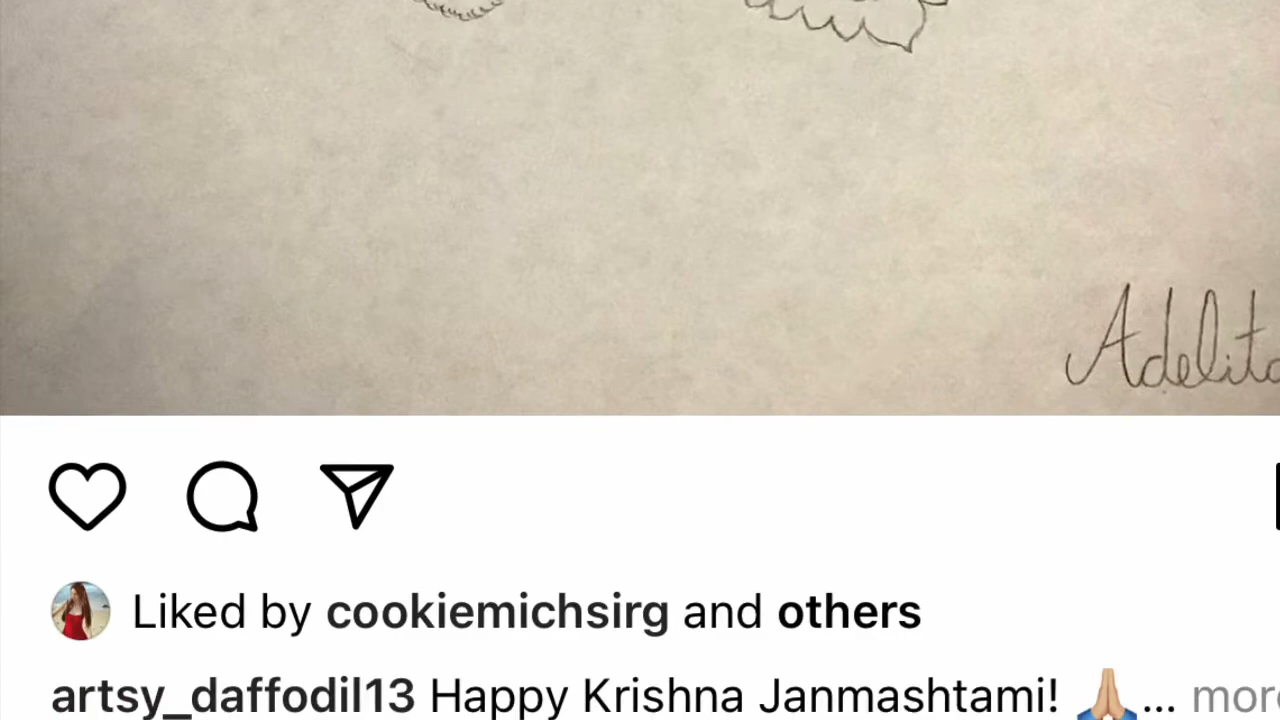 Adelita
Liked by cookiemichsirg and others
artsy_daffodil13 Happy Krishna Janmashtami! 🙏🏼... more